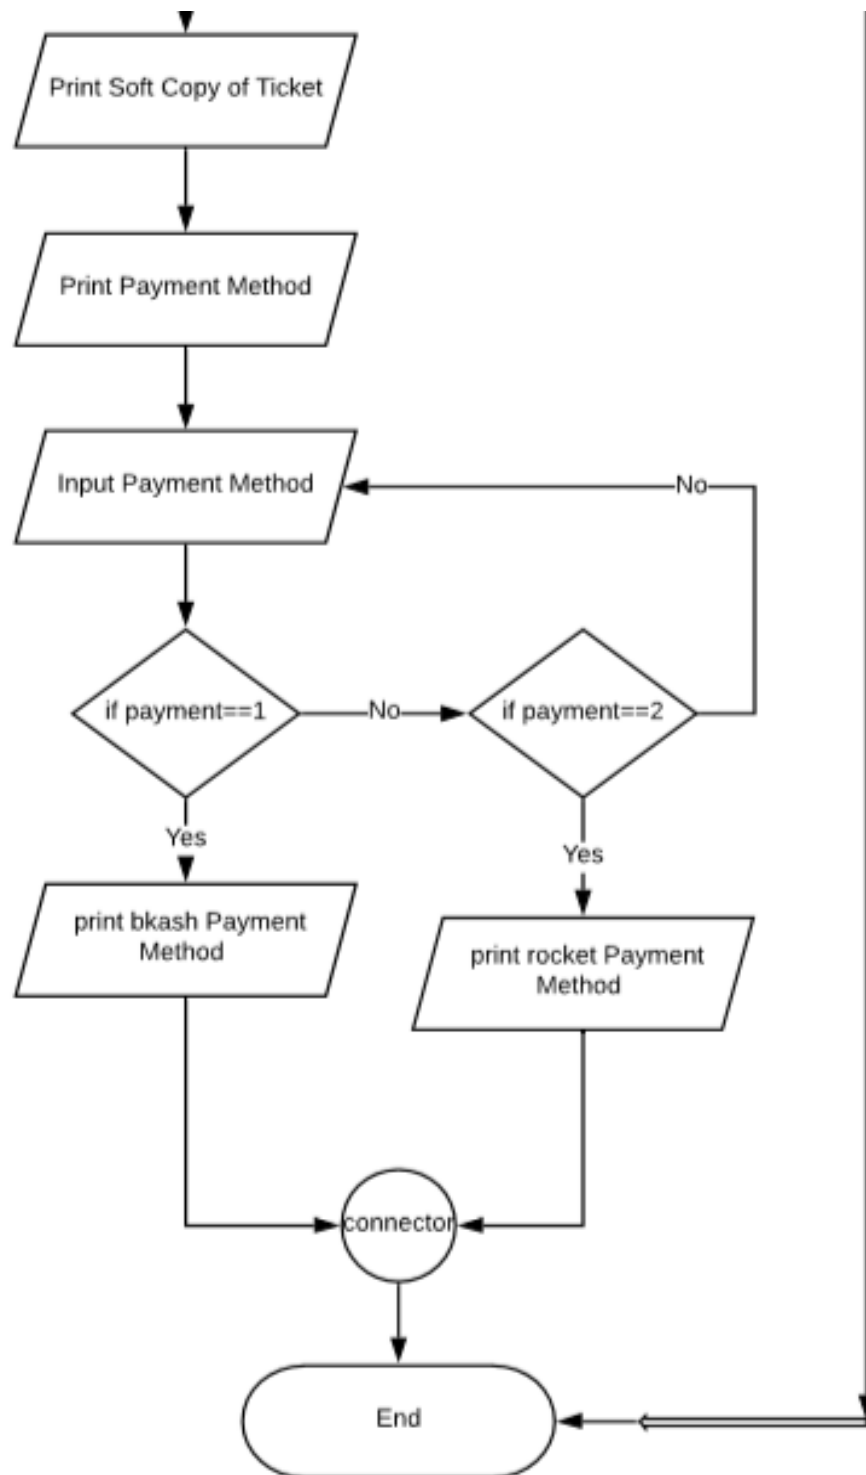 Print Soft Copy of Ticket
Print Payment Method
Input Payment Method
No
if payment==1
No
if payment==2
Yes
Yes
print bkash Payment
Method
print rocket Payment
Method
connector
End